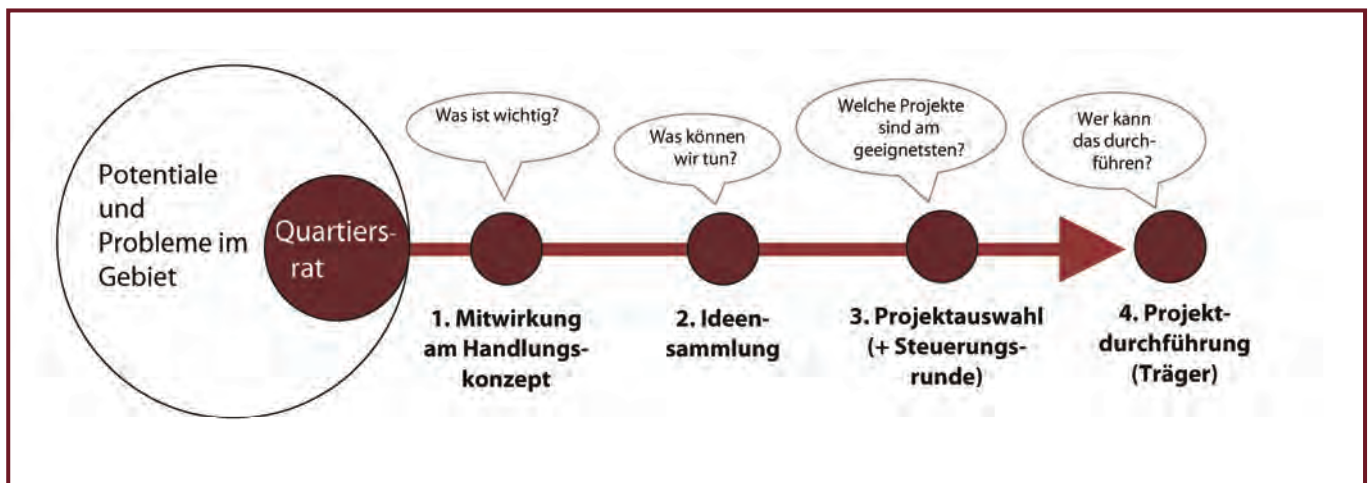 Potentiale
und
Probleme im
Gebiet
Quartiers-
rat
Was ist wichtig?
1. Mitwirkung
am Handlungs-
konzept
Was können
wir tun?
2. Ideen-
sammlung
Welche Projekte
sind am
geeignetsten?
3. Projektauswahl
(+ Steuerungs-
runde)
Wer kann
das durch-
führen?
4. Projekt-
durchführung
(Träger)